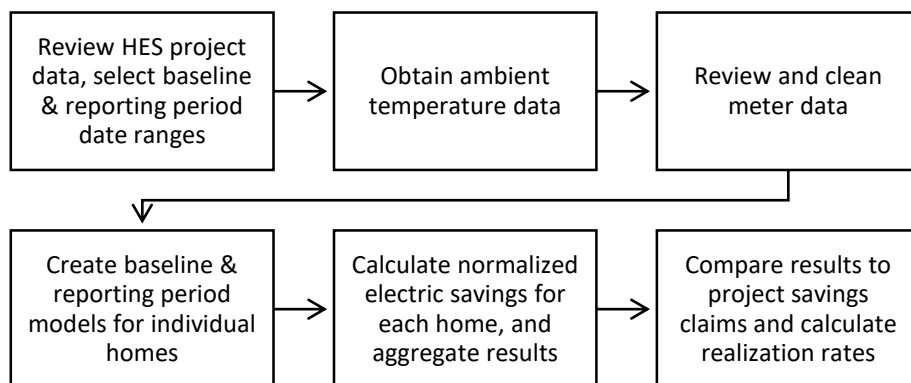 Review HES project
data, select baseline
& reporting period
date ranges
Obtain ambient
temperature data
Review and clean
meter data
Create baseline &
reporting period
models for individual
homes
Calculate normalized
electric savings for
each home, and
aggregate results
Compare results to
project savings
claims and calculate
realization rates